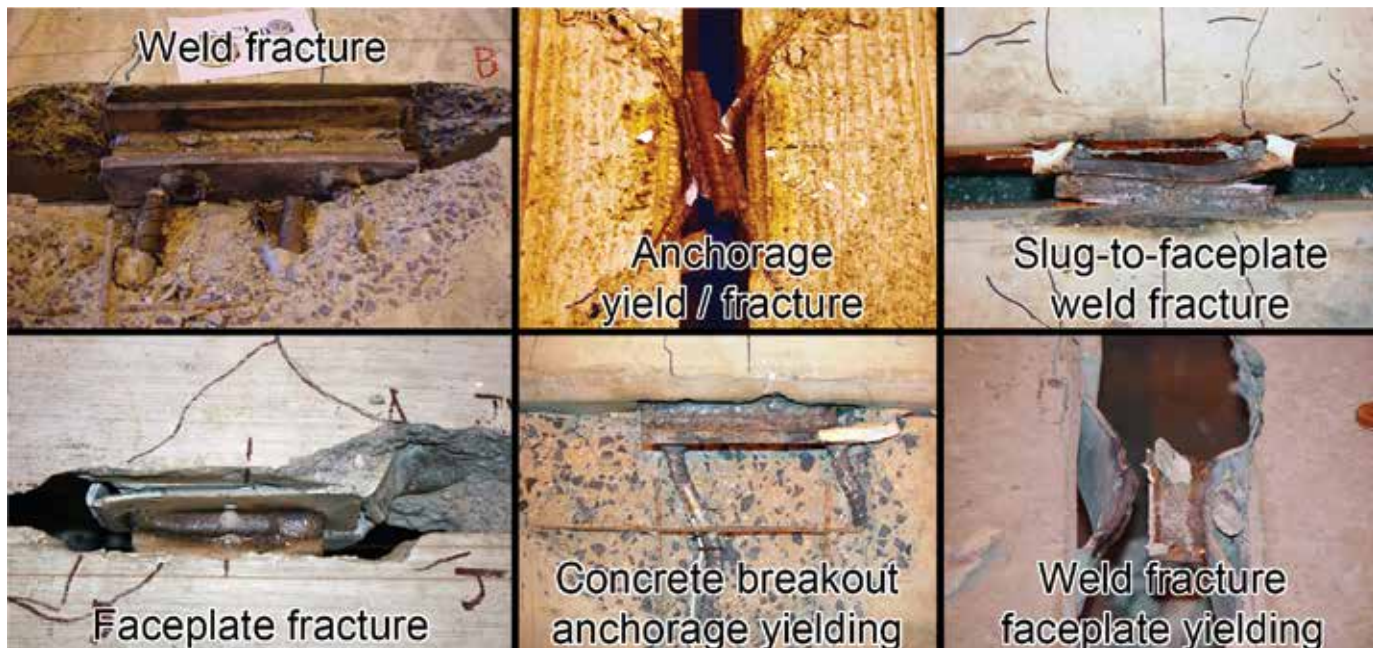 Weld fracture
B
Anchorage
yield / fracture
Slug-to-faceplate
weld fracture
A
J
Faceplate fracture
Concrete breakout
anchorage yielding
Weld fracture
faceplate yielding